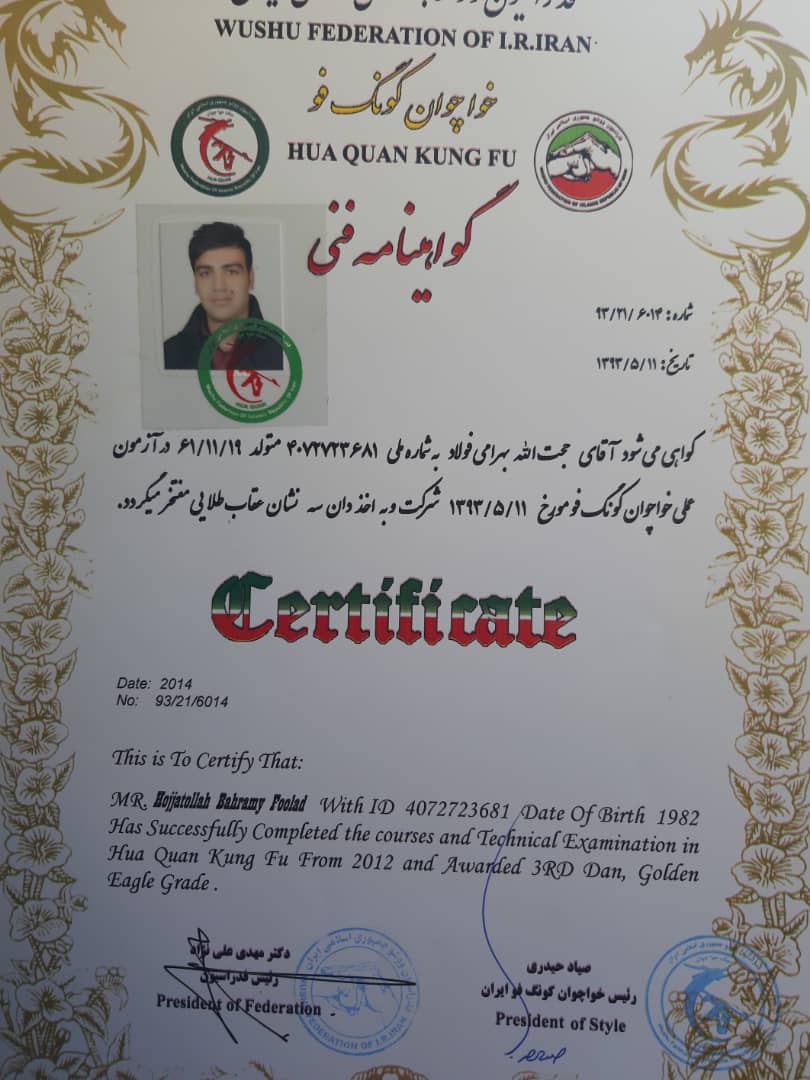 WUSHU FEDERATION OF I.R.IRAN
خواچوان کونگ فو
HUA QUAN KUNG FU
گواهینامه فنی
شماره: ۹۳/۲۱/۶۰۱۴
تاریخ: ۱۳۹۳/۵/۱۱
گواهی می شود آقای حجت الله بهرامی فولاد به شماره ملی ۴۰۷۲۷۲۳۶۸۱ متولد ۶۱/۱۱/۱۹ در آزمون
عملی خواچوان کونگ فو مورخ ۱۳۹۳/۵/۱۱ شرکت و به اخذ دان سه نشان عقاب طلایی مفتخر میگردد.
Certificate
Date: 2014
No: 93/21/6014
This is To Certify That:
MR. Hojjatollah Bahramy Foolad With ID 4072723681 Date Of Birth 1982
Has Successfully Completed the courses and Technical Examination in
Hua Quan Kung Fu From 2012 and Awarded 3RD Dan, Golden
Eagle Grade .
دکتر مهدی علی نژاد
رئیس فدراسیون
President of Federation
صیاد حیدری
رئیس خواچوان کونگ فو ایران
President of Style